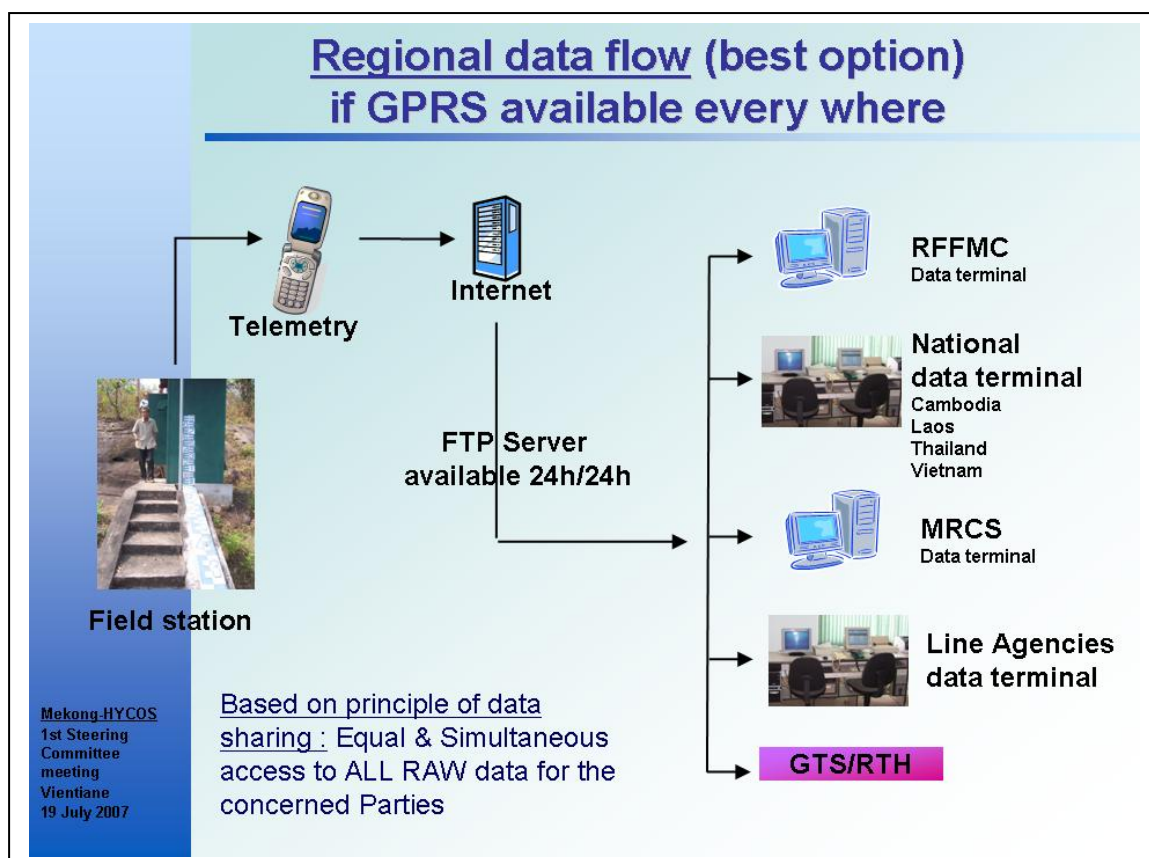 Regional data flow (best option)
if GPRS available every where
Telemetry
Internet
FTP Server
available 24h/24h
Field station
RFFMC
Data terminal
National
data terminal
Cambodia
Laos
Thailand
Vietnam
MRCS
Data terminal
Line Agencies
data terminal
GTS/RTH
Based on principle of data
sharing : Equal & Simultaneous
access to ALL RAW data for the
concerned Parties
Mekong-HYCOS
1st Steering
Committee
meeting
Vientiane
19 July 2007